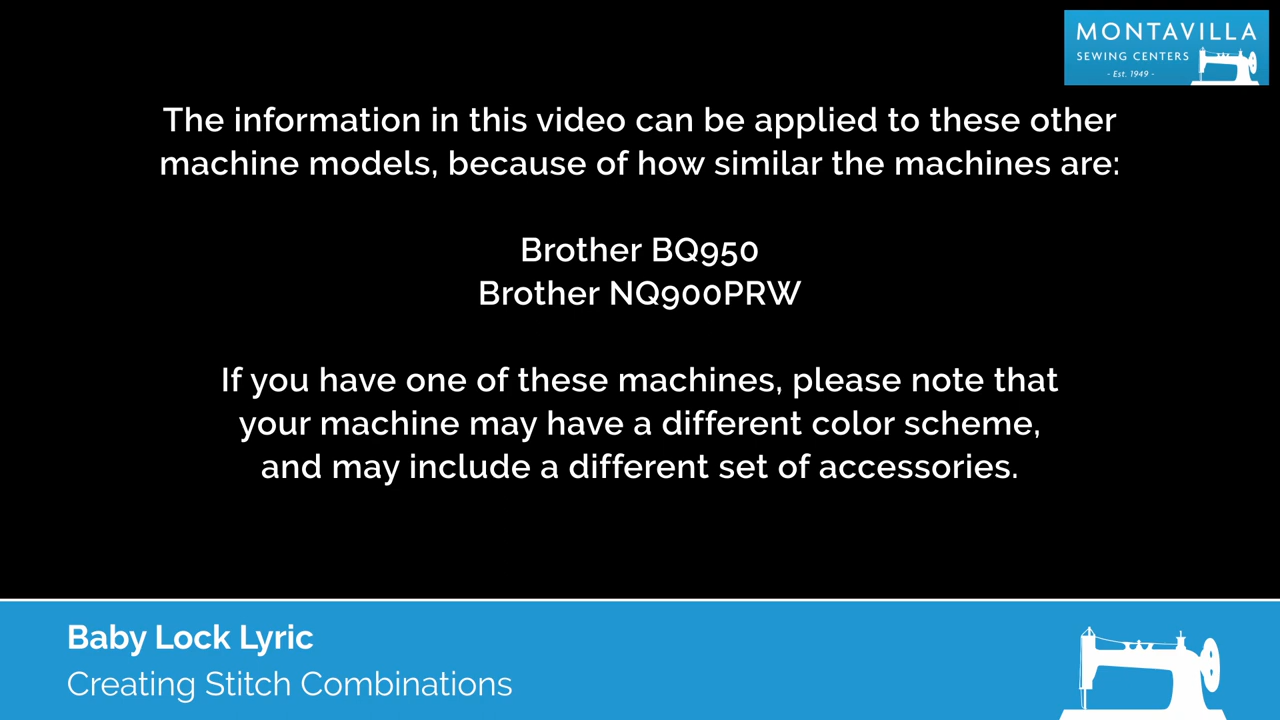 MONTAVILLA
SEWING CENTERS
- Est. 1949 -
The information in this video can be applied to these other
machine models, because of how similar the machines are:
Brother BQ950
Brother NQ900PRW
If you have one of these machines, please note that
your machine may have a different color scheme,
and may include a different set of accessories.
Baby Lock Lyric
Creating Stitch Combinations